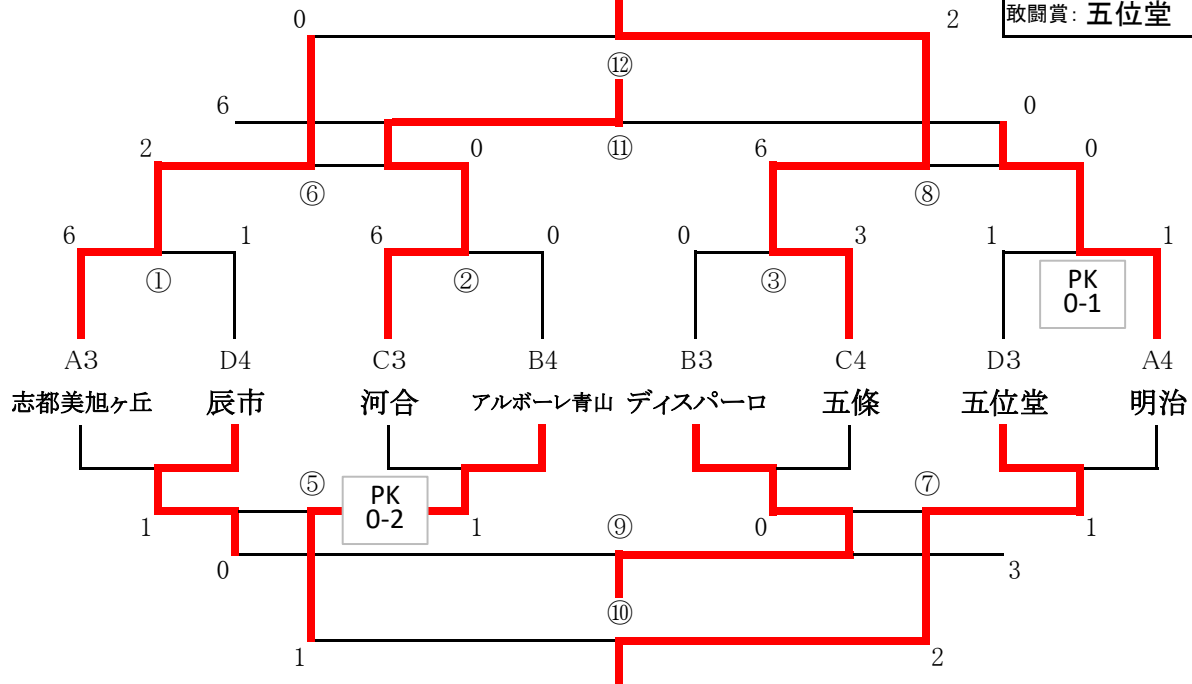 敢闘賞: 五位堂
0 2
⑫
6 0
2 0 ⑪ 6 0
⑥ ⑧
6 1 6 0 0 3 1 1
① ② ③
PK
0-1
A3 D4 C3 B4 B3 C4 D3 A4
志都美旭ヶ丘 辰市 河合 アルボーレ青山 ディスパーロ 五條 五位堂 明治
⑤ ⑦
PK
0-2
1 1 ⑨ 0 1
0 3
⑩
1 2